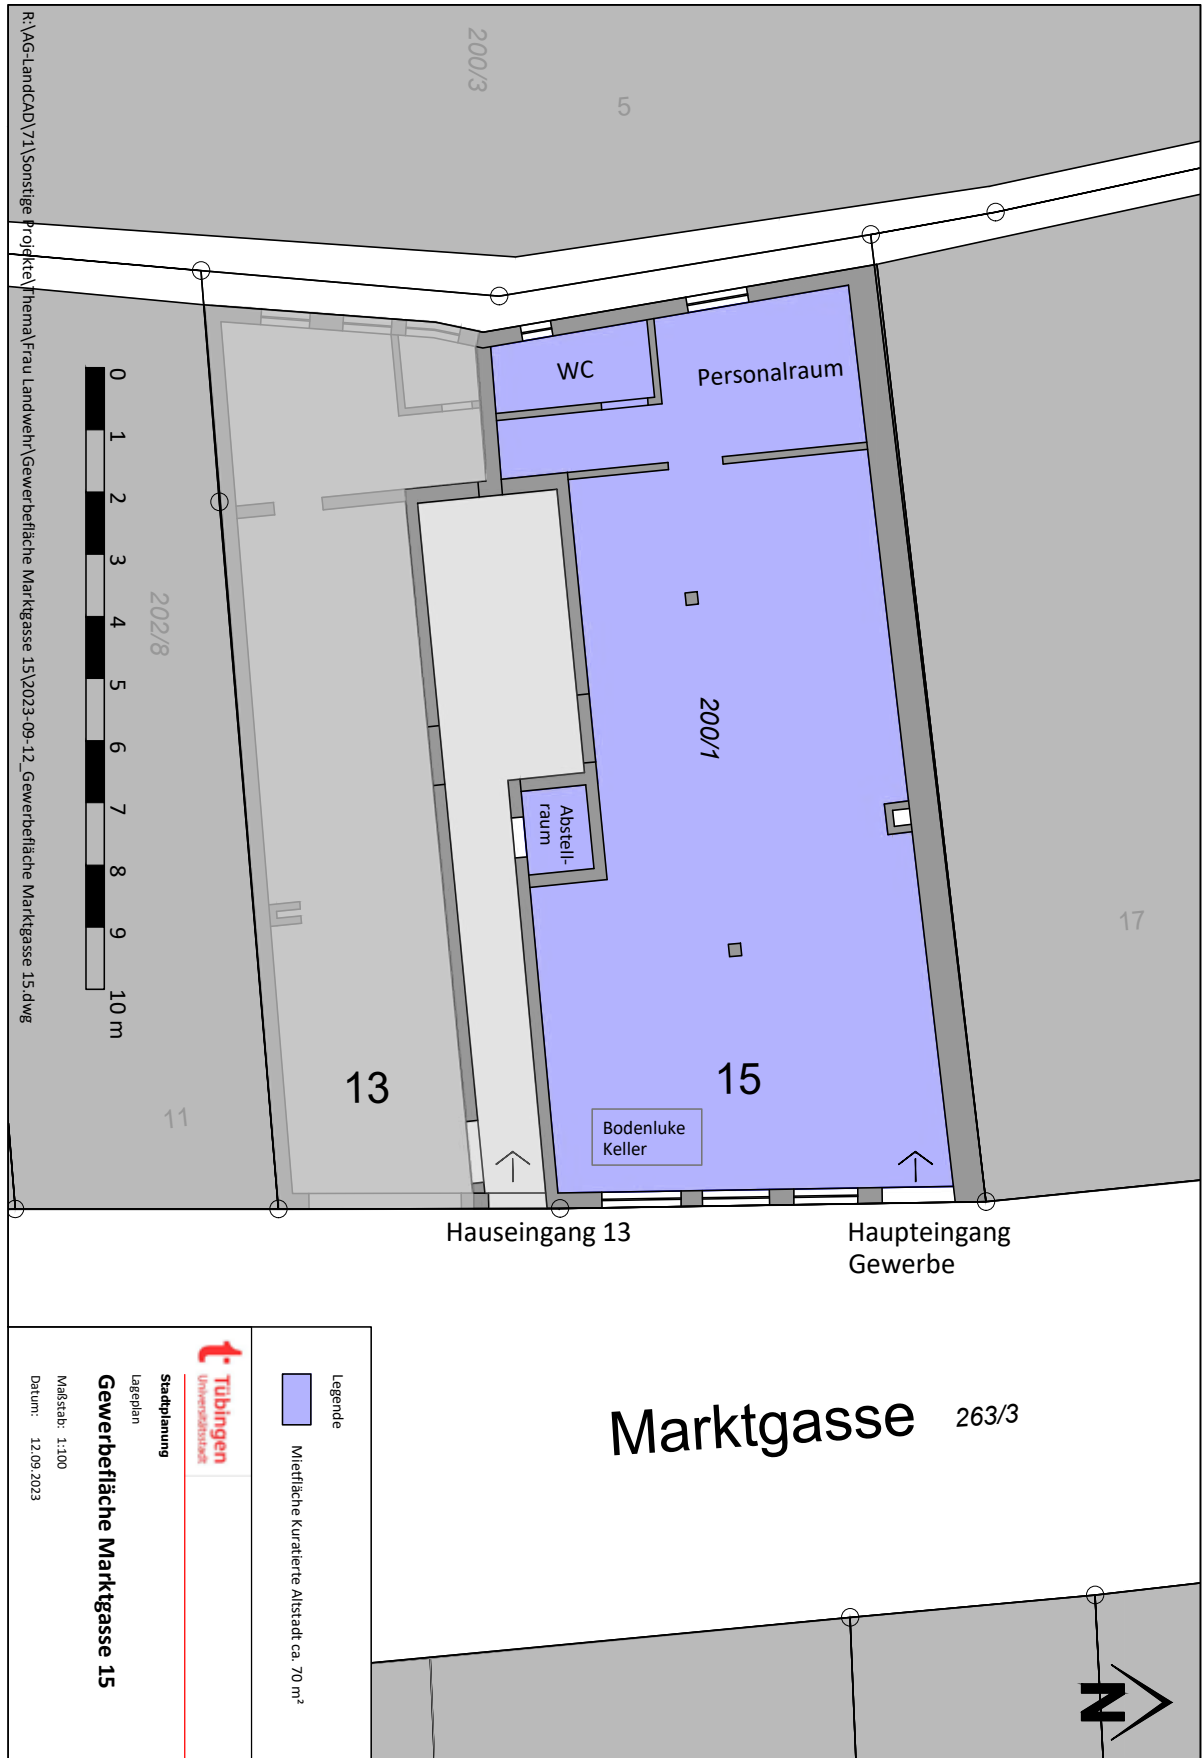 200/3
5
WC
Personalraum
0
1
2
3
4
5
6
7
8
9
10 m
202/8
200/1
Abstell-
raum
17
13
15
11
Bodenluke
Keller
Hauseingang 13
Haupteingang
Gewerbe
Marktgasse
263/3
N
R:\AG-LandCAD\71\Sonstige Projekte\Thema\Frau Landwehr\Gewerbefläche Marktgasse 15\2023-09-12_Gewerbefläche Marktgasse 15.dwg
Legende
Mietfläche Kuratierte Altstadt ca. 70 m²
t Tübingen
Universitätsstadt
Stadtplanung
Lageplan
Gewerbefläche Marktgasse 15
Maßstab: 1:100
Datum: 12.09.2023